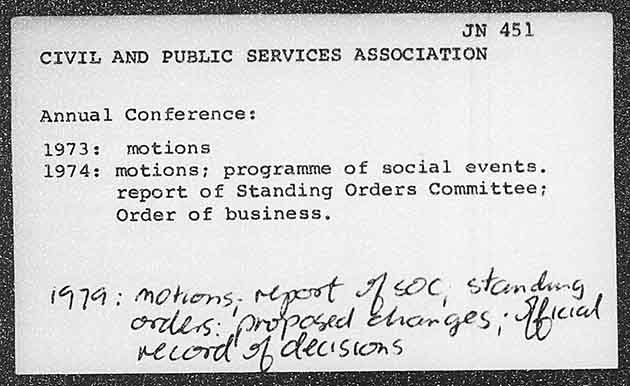 JN 451
CIVIL AND PUBLIC SERVICES ASSOCIATION
Annual Conference:
1973: motions
1974: motions; programme of social events.
report of Standing Orders Committee;
Order of business.
1979: motions; report of SOC; standing
orders: proposed changes; official
record of decisions